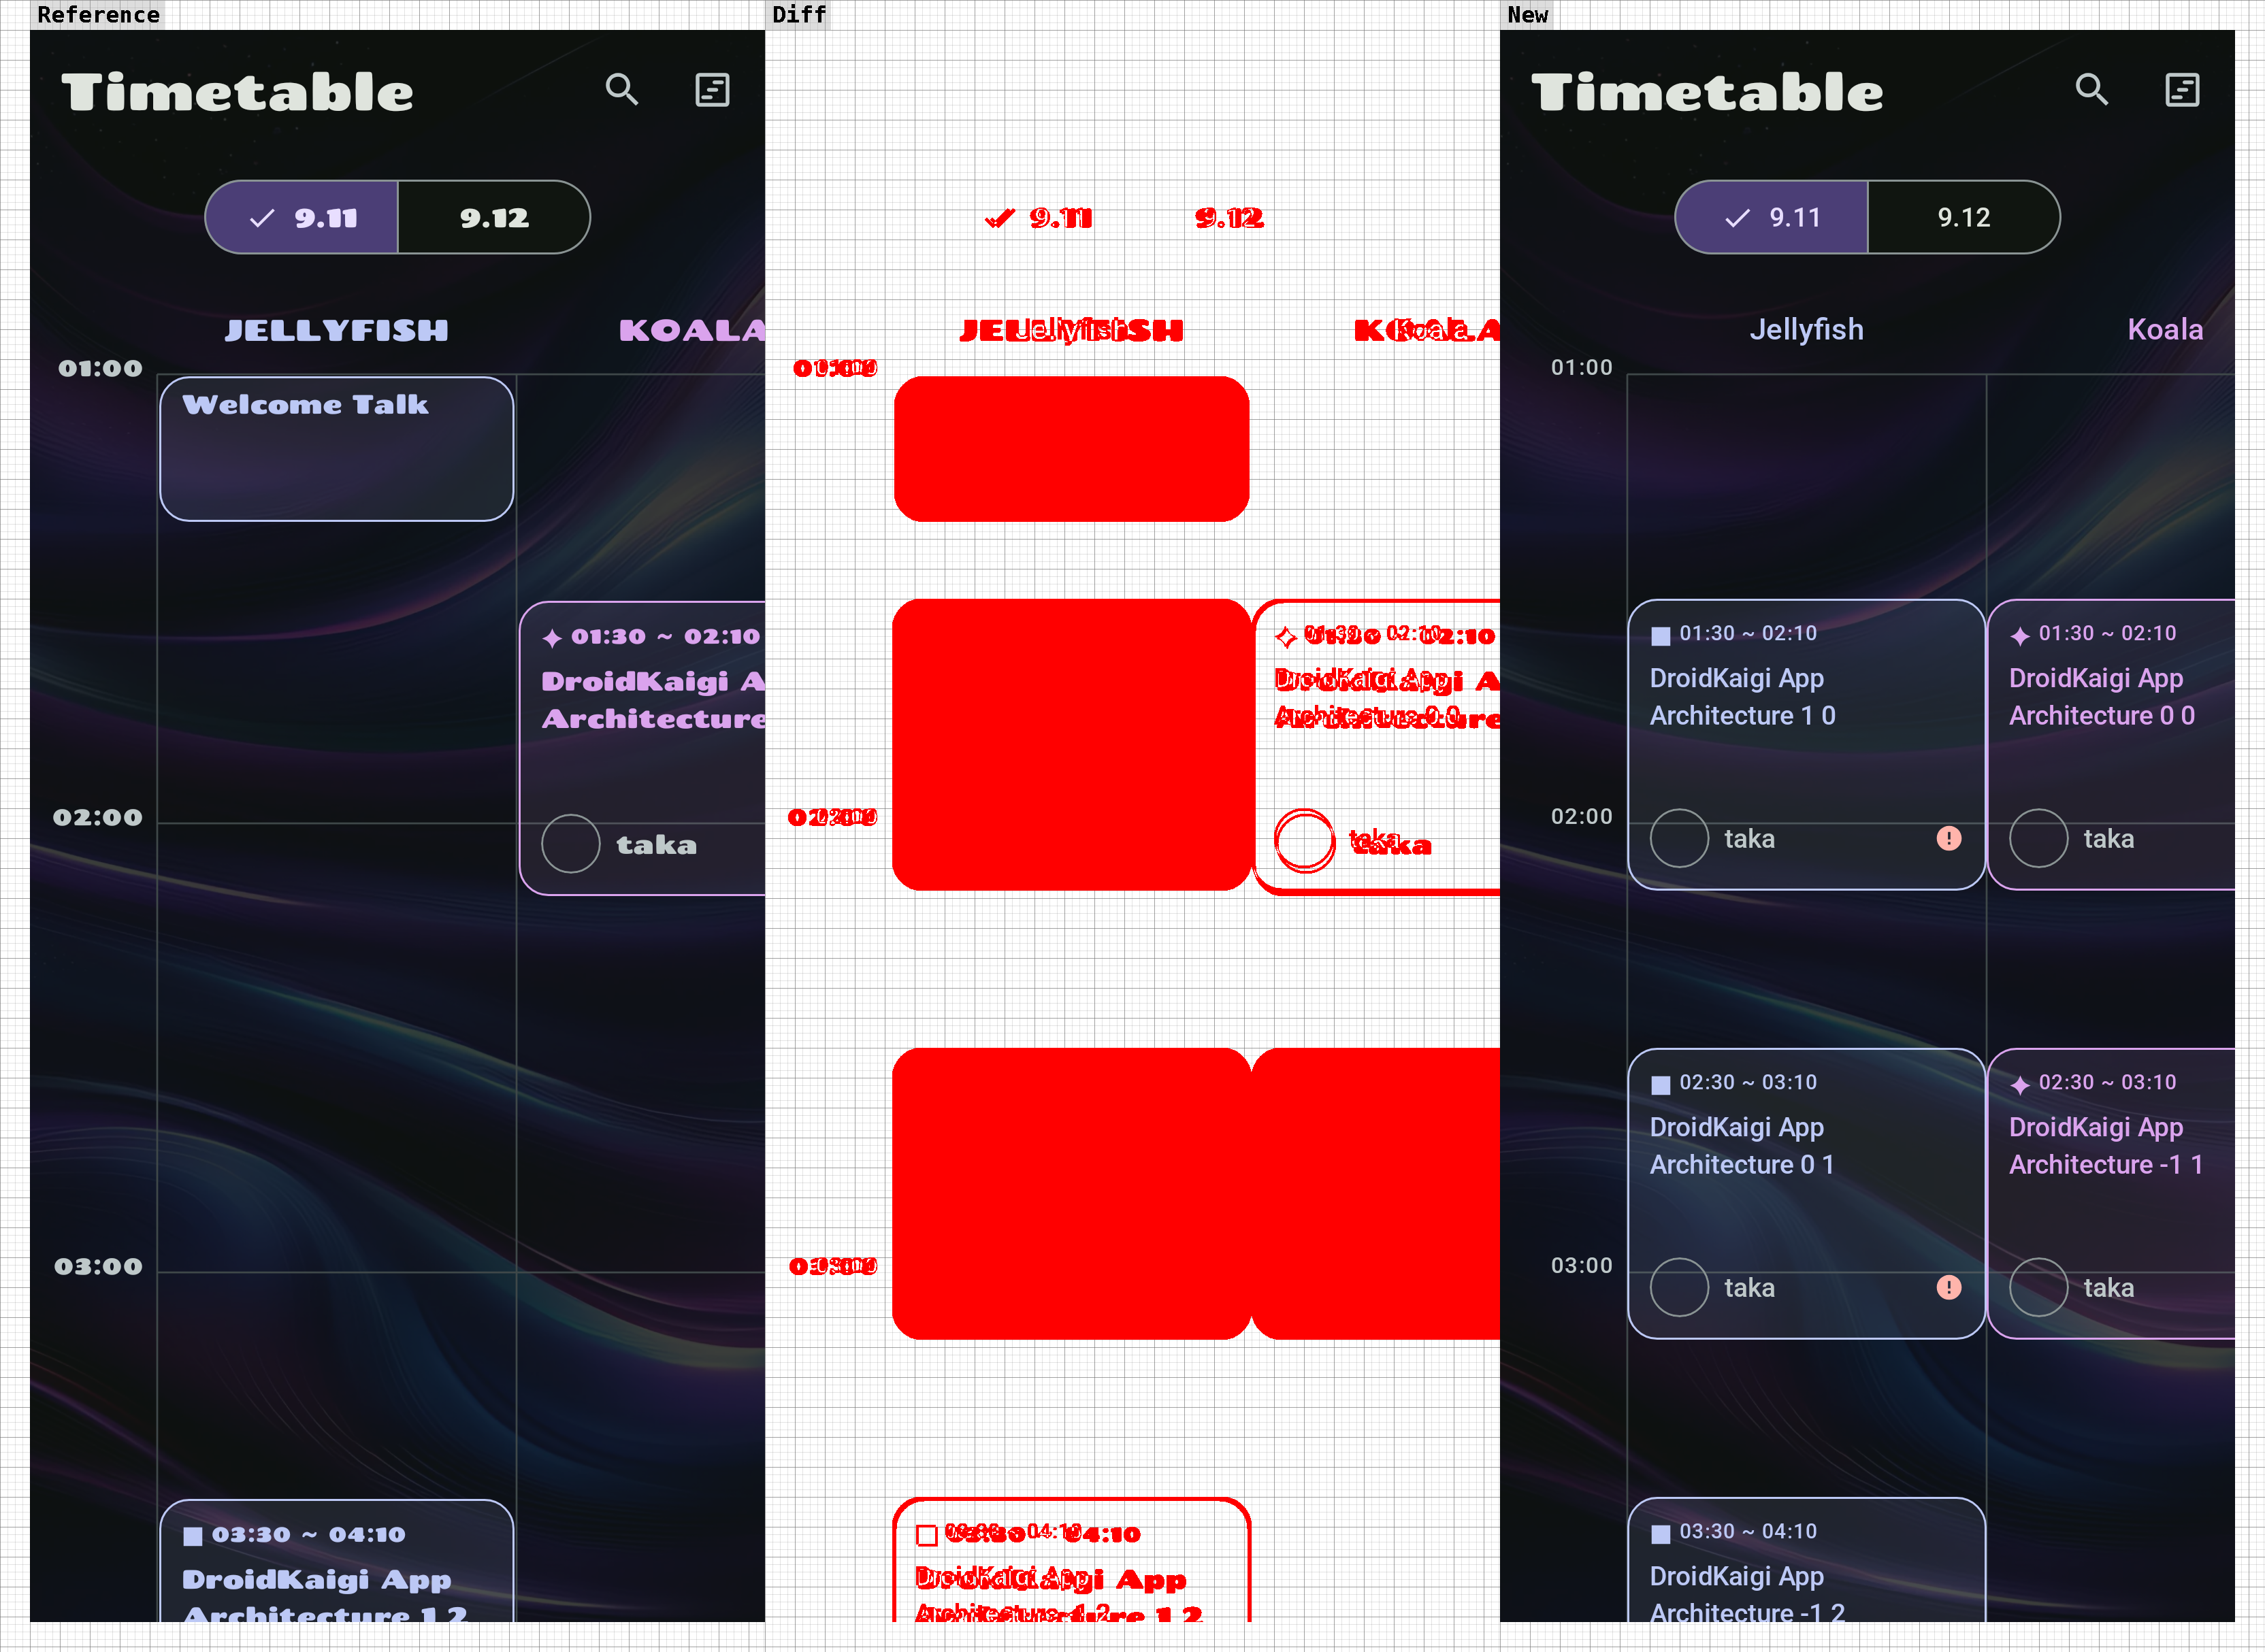 Reference
Timetable
9.11 9.12
JELLYFISH KOALA
01:00
Welcome Talk
01:30 ~ 02:10
DroidKaigi A
Architecture
02:00
taka
03:00
03:30 ~ 04:10
DroidKaigi App
Architecture 1 2
Diff
9.11 9.12
New
Timetable
9.11 9.12
Jellyfish Koala
01:00
01:30 ~ 02:10 01:30 ~ 02:10
DroidKaigi App DroidKaigi App
Architecture 1 0 Architecture 0 0
02:00
taka taka
02:30 ~ 03:10 02:30 ~ 03:10
DroidKaigi App DroidKaigi App
Architecture 0 1 Architecture -1 1
03:00
taka taka
03:30 ~ 04:10
DroidKaigi App
Architecture -1 2